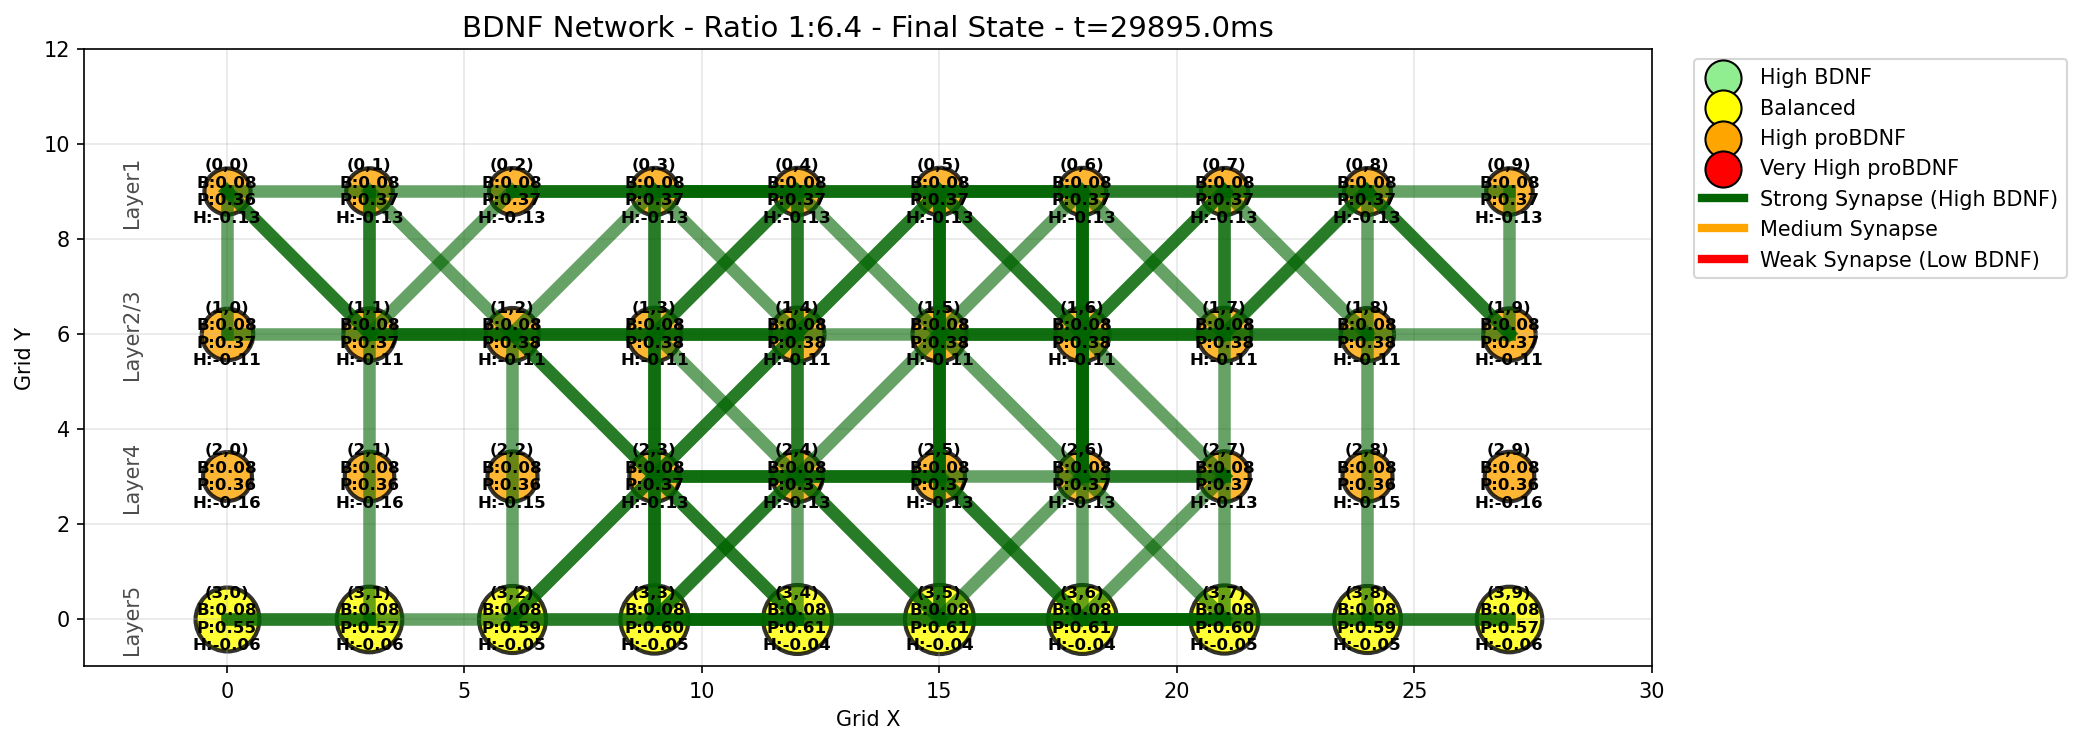 BDNF Network - Ratio 1:6.4 - Final State - t=29895.0ms
12
10
8
6
4
2
0
Grid Y
Layer1
Layer2/3
Layer4
Layer5
(0,0) (0,1) (0,2) (0,3) (0,4) (0,5) (0,6) (0,7) (0,8) (0,9)
B:0.08 B:0.08 B:0.08 B:0.08 B:0.08 B:0.08 B:0.08 B:0.08 B:0.08 B:0.08
P:0.36 P:0.37 P:0.37 P:0.37 P:0.37 P:0.37 P:0.37 P:0.37 P:0.37 P:0.37
H:-0.13 H:-0.13 H:-0.13 H:-0.13 H:-0.13 H:-0.13 H:-0.13 H:-0.13 H:-0.13 H:-0.13
(1,0) (1,1) (1,2) (1,3) (1,4) (1,5) (1,6) (1,7) (1,8) (1,9)
B:0.08 B:0.08 B:0.08 B:0.08 B:0.08 B:0.08 B:0.08 B:0.08 B:0.08 B:0.08
P:0.37 P:0.37 P:0.38 P:0.38 P:0.38 P:0.38 P:0.38 P:0.38 P:0.38 P:0.37
H:-0.11 H:-0.11 H:-0.11 H:-0.11 H:-0.11 H:-0.11 H:-0.11 H:-0.11 H:-0.11 H:-0.11
(2,0) (2,1) (2,2) (2,3) (2,4) (2,5) (2,6) (2,7) (2,8) (2,9)
B:0.08 B:0.08 B:0.08 B:0.08 B:0.08 B:0.08 B:0.08 B:0.08 B:0.08 B:0.08
P:0.36 P:0.36 P:0.36 P:0.37 P:0.37 P:0.37 P:0.37 P:0.37 P:0.36 P:0.36
H:-0.16 H:-0.16 H:-0.15 H:-0.13 H:-0.13 H:-0.13 H:-0.13 H:-0.13 H:-0.15 H:-0.16
(3,0) (3,1) (3,2) (3,3) (3,4) (3,5) (3,6) (3,7) (3,8) (3,9)
B:0.08 B:0.08 B:0.08 B:0.08 B:0.08 B:0.08 B:0.08 B:0.08 B:0.08 B:0.08
P:0.55 P:0.57 P:0.59 P:0.60 P:0.61 P:0.61 P:0.61 P:0.60 P:0.59 P:0.57
H:-0.06 H:-0.06 H:-0.05 H:-0.05 H:-0.04 H:-0.04 H:-0.04 H:-0.05 H:-0.05 H:-0.06
0 5 10 15 20 25 30
Grid X
High BDNF
Balanced
High proBDNF
Very High proBDNF
Strong Synapse (High BDNF)
Medium Synapse
Weak Synapse (Low BDNF)